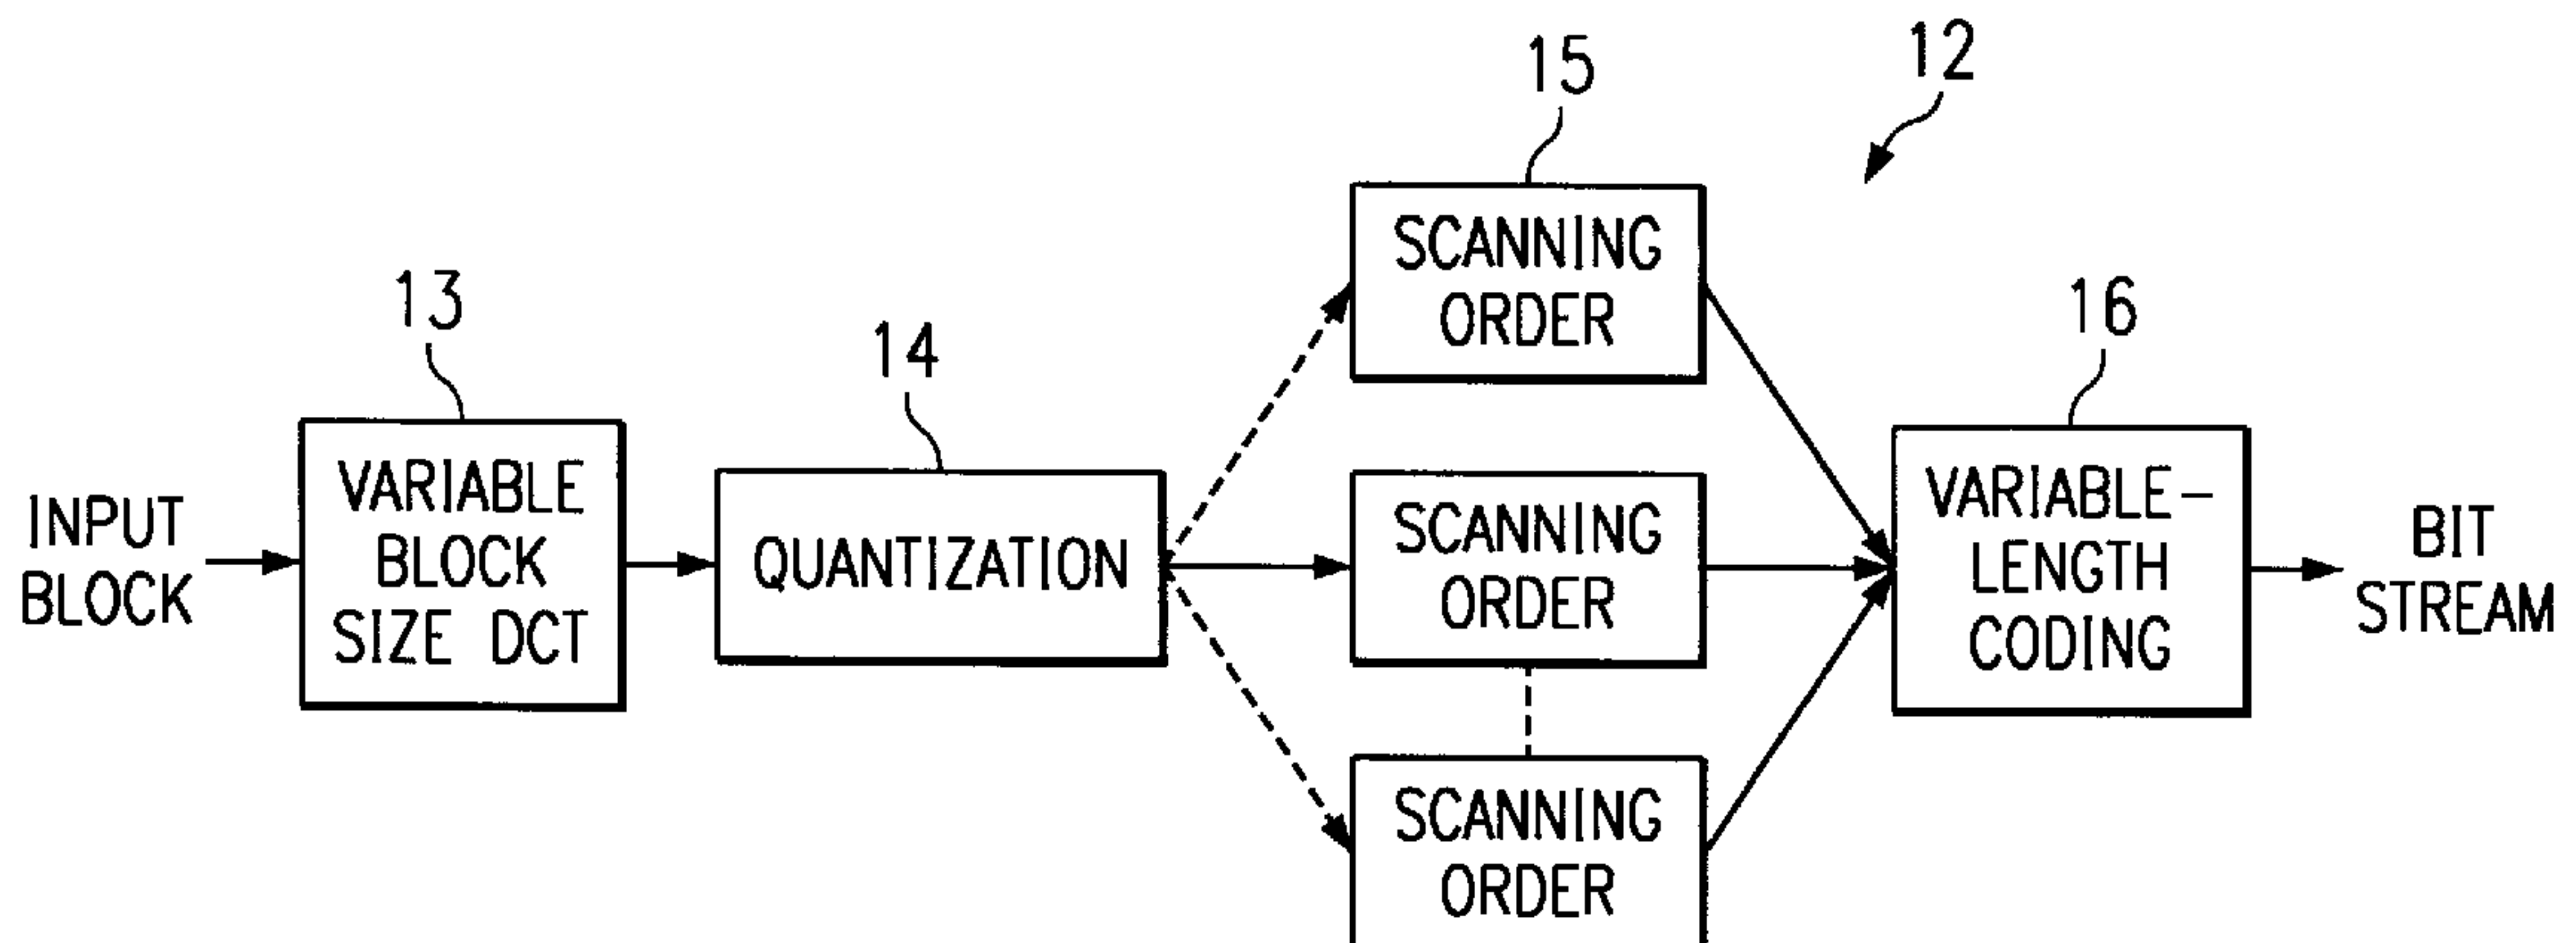 12
15
SCANNING
ORDER
13
14
16
INPUT
BLOCK
VARIABLE
BLOCK
SIZE DCT
QUANTIZATION
SCANNING
ORDER
VARIABLE-
LENGTH
CODING
BIT
STREAM
SCANNING
ORDER